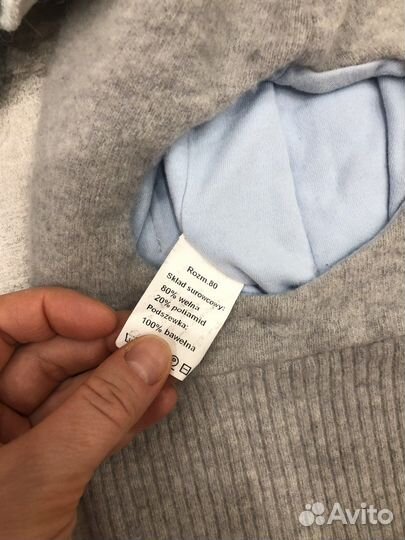 Rozm.80
Skład surowcowy:
80% wełna
20% poliamid
Podszewka:
100% bawełna
Avito